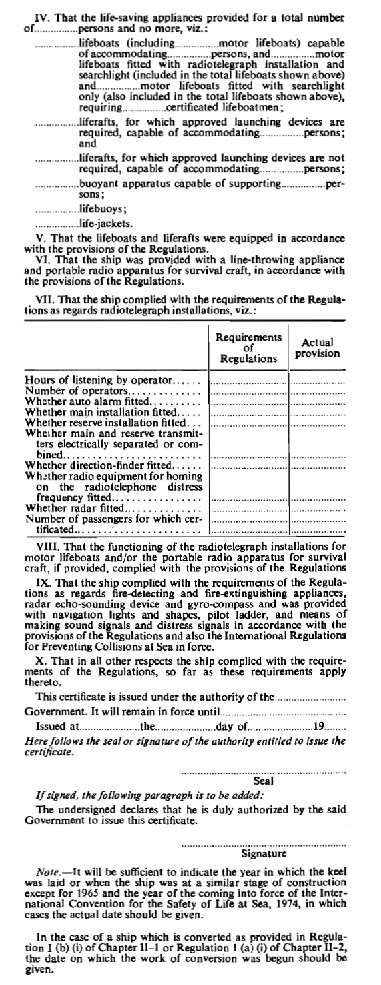 IV. That the life-saving appliances provided for a total number
of...............persons and no more, viz.:
...............lifeboats (including...............motor lifeboats) capable
of accommodating...............persons, and...............motor
lifeboats fitted with radiotelegraph installation and
searchlight (included in the total lifeboats shown above)
and...............motor lifeboats fitted with searchlight
only (also included in the total lifeboats shown above),
requiring...............certificated lifeboatmen;
...............liferafts, for which approved launching devices are
required, capable of accommodating...............persons;
and
...............liferafts, for which approved launching devices are not
required, capable of accommodating...............persons;
...............buoyant apparatus capable of supporting...............per-
sons;
...............lifebuoys;
...............life-jackets.
V. That the lifeboats and liferafts were equipped in accordance
with the provisions of the Regulations.
VI. That the ship was provided with a line-throwing appliance
and portable radio apparatus for survival craft, in accordance with
the provisions of the Regulations.
VII. That the ship complied with the requirements of the Regula-
tions as regards radiotelegraph installations, viz.:
Requirements of Regulations
Actual provision
Hours of listening by operator......
Number of operators...............
Whether auto alarm fitted..........
Whether main installation fitted.....
Whether reserve installation fitted...
Whether main and reserve transmit-
ters electrically separated or com-
bined.........................
Whether direction-finder fitted......
Whether radio equipment for homing
on the radiotelephone distress
frequency fitted................
Whether radar fitted...............
Number of passengers for which cer-
tificated.......................
VIII. That the functioning of the radiotelegraph installations for
motor lifeboats and/or the portable radio apparatus for survival
craft, if provided, complied with the provisions of the Regulations
IX. That the ship complied with the requirements of the Regula-
tions as regards fire-detecting and fire-extinguishing appliances,
radar echo-sounding device and gyro-compass and was provided
with navigation lights and shapes, pilot ladder, and means of
making sound signals and distress signals in accordance with the
provisions of the Regulations and also the International Regulations
for Preventing Collisions at Sea in force.
X. That in all other respects the ship complied with the require-
ments of the Regulations, so far as these requirements apply
thereto.
This certificate is issued under the authority of the.....................
Government. It will remain in force until.....................
Issued at...............the...............day of...............19.......
Here follows the seal or signature of the authority entitled to issue the
certificate.
Seal
If signed, the following paragraph is to be added:
The undersigned declares that he is duly authorized by the said
Government to issue this certificate.
Signature
Note.—It will be sufficient to indicate the year in which the keel
was laid or when the ship was at a similar stage of construction
except for 1965 and the year of the coming into force of the Inter-
national Convention for the Safety of Life at Sea, 1974, in which
cases the actual date should be given.
In the case of a ship which is converted as provided in Regula-
tion 1 (b) (i) of Chapter II-1 or Regulation 1 (a) (i) of Chapter II-2,
the date on which the work of conversion was begun should be
given.